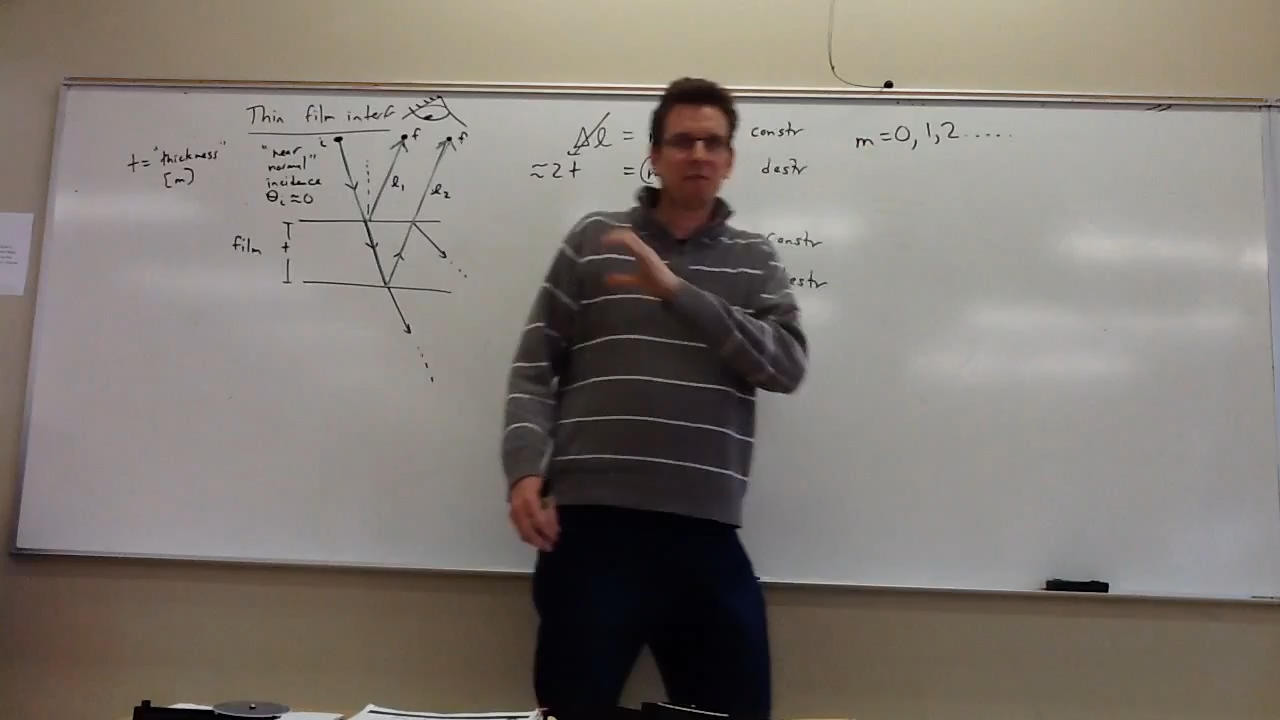 Thin film interf
t = "thickness"
[m]
"near
normal"
incidence
θi ≈ 0
i
f
f
l1
l2
film
t
Δl =
constr
m = 0, 1, 2 .....
≈ 2t = (
destr
constr
estr